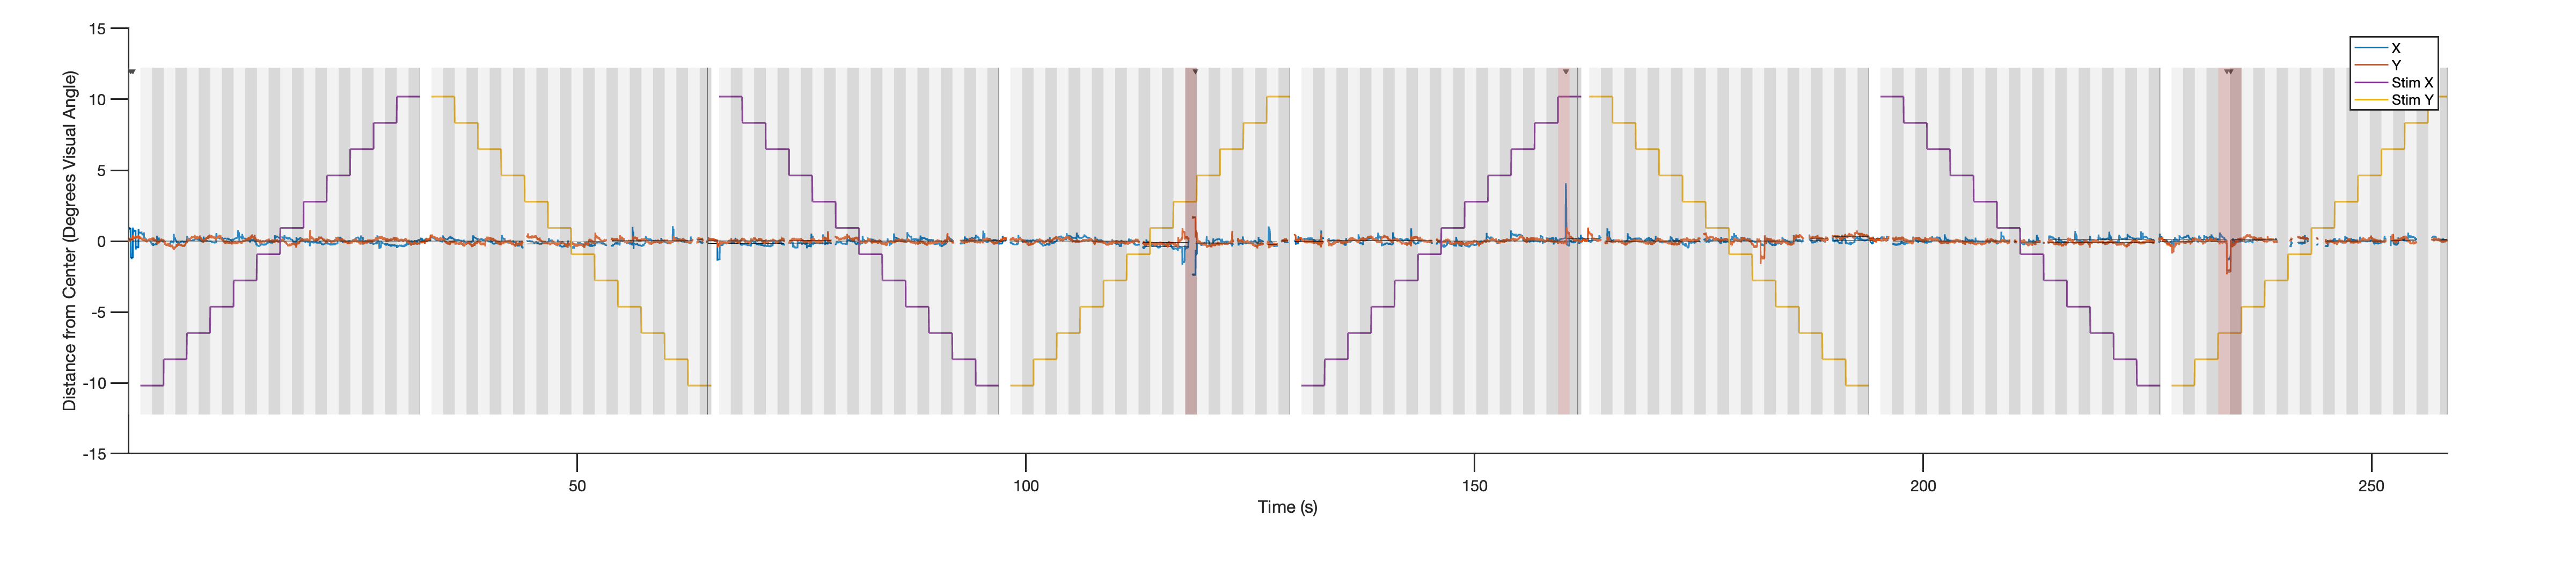 15
10
5
0
-5
-10
-15
Distance from Center (Degrees Visual Angle)
50
100
150
200
250
Time (s)
X
Y
Stim X
Stim Y